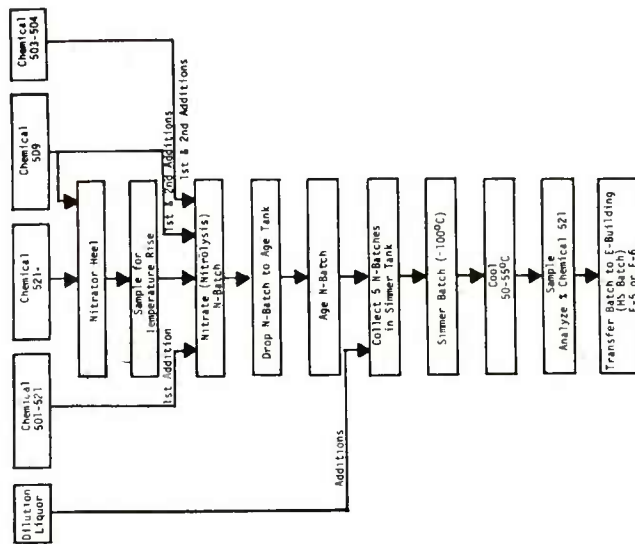 Dilution
Liquor
Chemical
501-521
Chemical
521-
Chemical
509
Chemical
503-504
Nitrator Heel
Sample for
Temperature Rise
1st Addition
1st & 2nd Additions
1st & 2nd Additions
Nitrate (Nitrolysis)
N-Batch
Drop N-Batch to Age Tank
Age N-Batch
Additions
Collect 5 N-Batches
in Simmer Tank
Simmer Batch (~100°C)
Cool
50-55°C
Sample
Analyze % Chemical 521
Transfer Batch to E-Building
(HS Batch)
E-5 or E-6